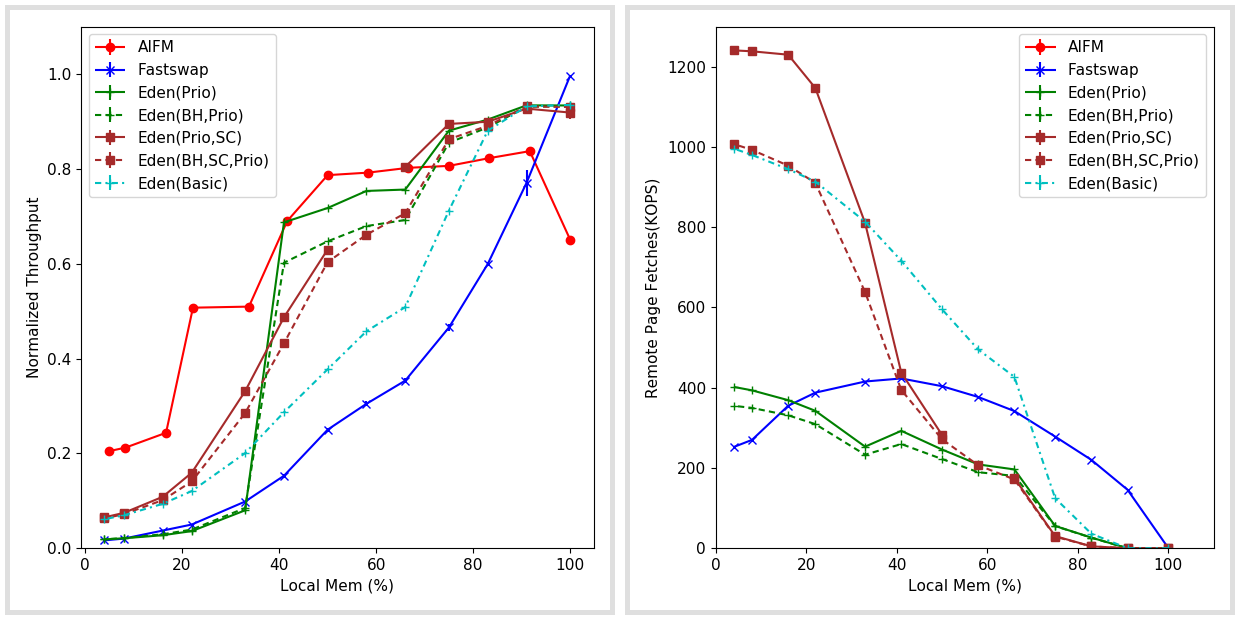 Normalized Throughput
1.0
0.8
0.6
0.4
0.2
0.0
AIFM
Fastswap
Eden(Prio)
Eden(BH,Prio)
Eden(Prio,SC)
Eden(BH,SC,Prio)
Eden(Basic)
0 20 40 60 80 100
Local Mem (%)
Remote Page Fetches(KOPS)
1200
1000
800
600
400
200
0
AIFM
Fastswap
Eden(Prio)
Eden(BH,Prio)
Eden(Prio,SC)
Eden(BH,SC,Prio)
Eden(Basic)
0 20 40 60 80 100
Local Mem (%)